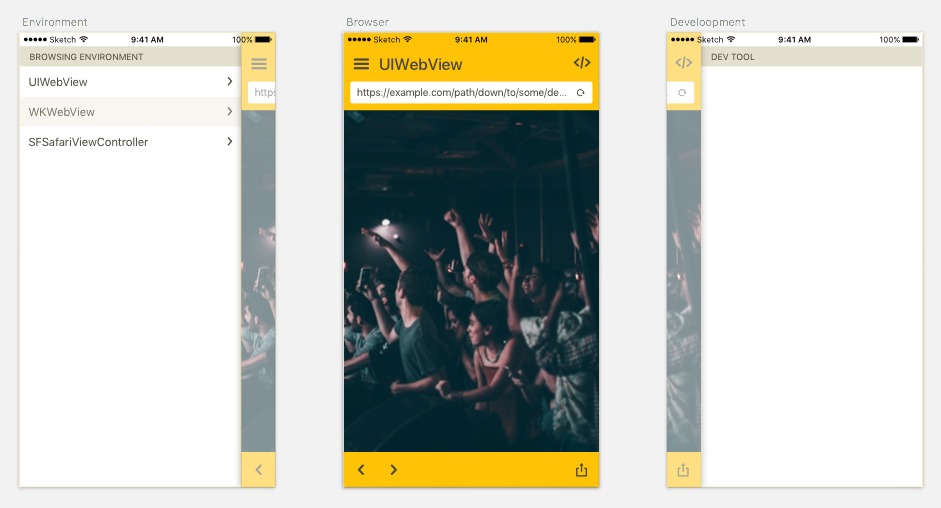 Environment
Sketch 9:41 AM 100%
BROWSING ENVIRONMENT
UIWebView
WKWebView
SFSafariViewController
https
Browser
Sketch 9:41 AM 100%
UIWebView
</>
https://example.com/path/down/to/some/de...
Develoopment
Sketch 9:41 AM 100%
</>
DEV TOOL